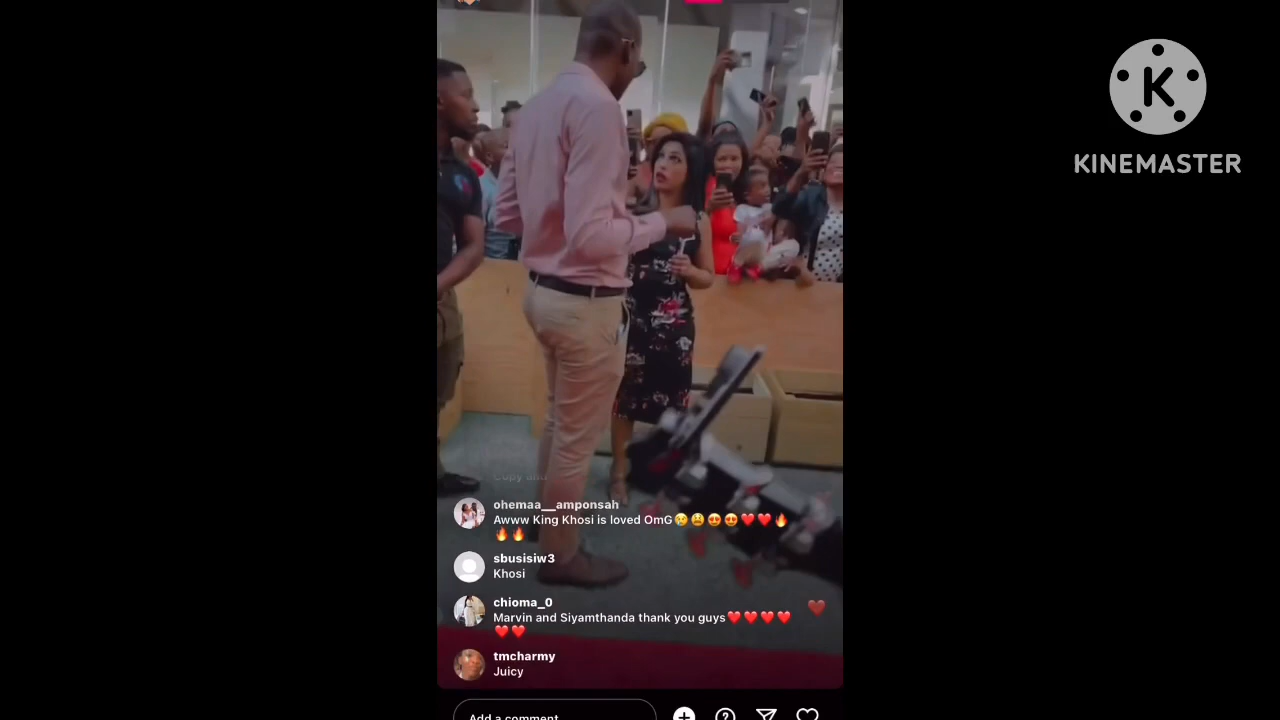 KINEMASTER
Copy
ohemaa__amponsah
Awww King Khosi is loved OmG😢😫😍😍❤️❤️🔥
🔥🔥
sbusisiw3
Khosi
chioma_0
Marvin and Siyamthanda thank you guys❤️❤️❤️❤️
❤️❤️
tmcharmy
Juicy
Add a comment